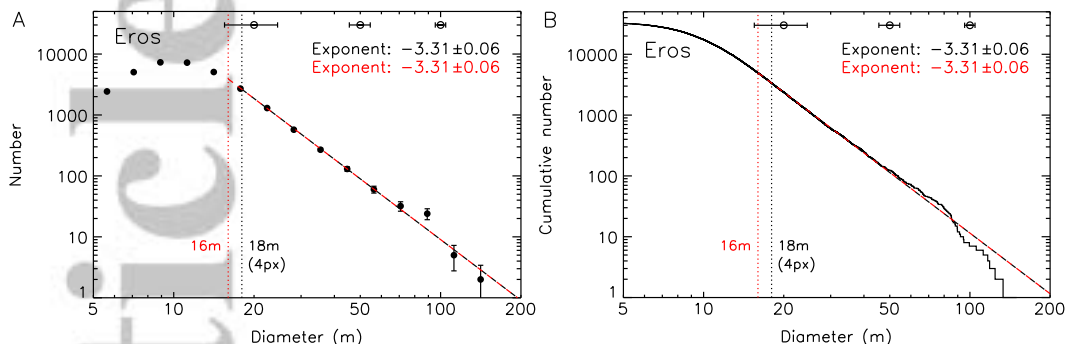 A
Eros
Exponent: −3.31±0.06
Exponent: −3.31±0.06
10000
1000
100
10
1
Number
16m
18m
(4px)
5
10
20
50
100
200
Diameter (m)
B
Eros
Exponent: −3.31±0.06
Exponent: −3.31±0.06
10000
1000
100
10
1
Cumulative number
16m
18m
(4px)
5
10
20
50
100
200
Diameter (m)